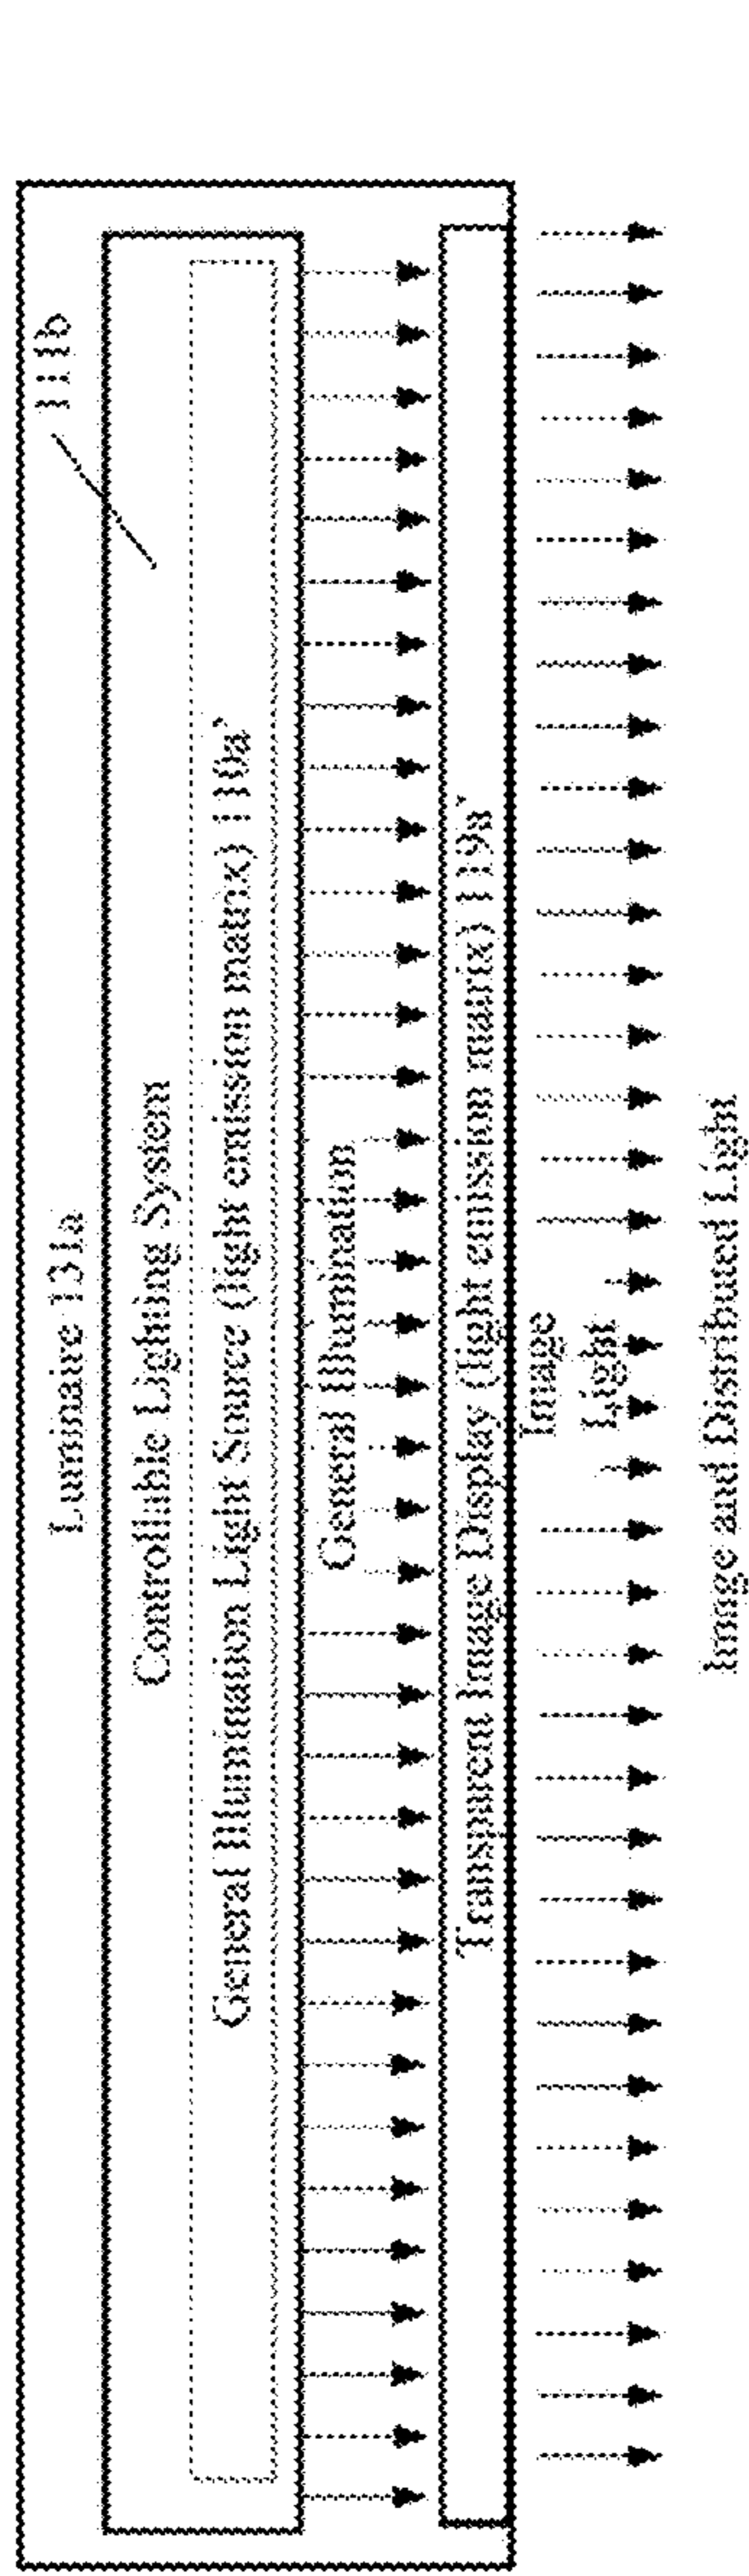 Luminaire 131a
111b
Controllable Lighting System
General Illumination Light Source (light emission matrix) 110a'
General Illumination
Transparent Image Display (light emission matrix) 119a'
Image
Light
Image and Distributed Light